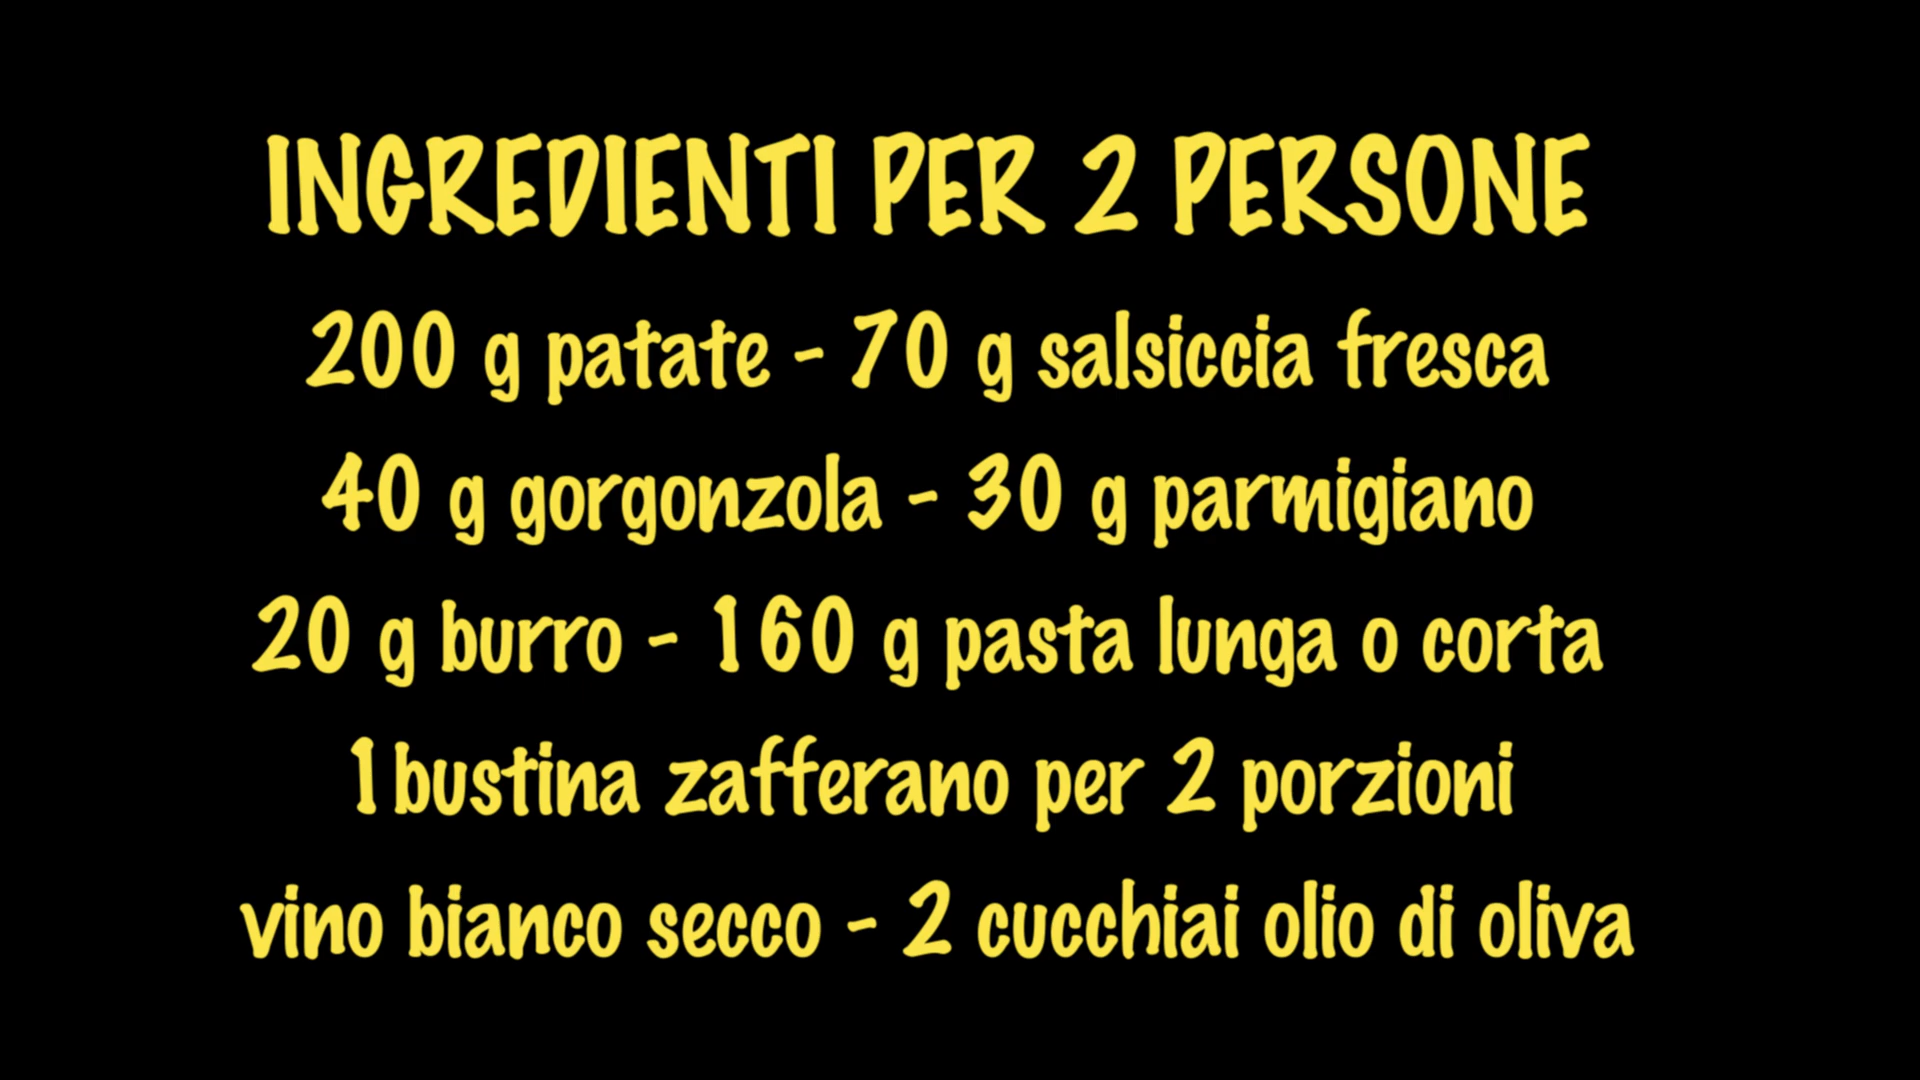 INGREDIENTI PER 2 PERSONE
200 g patate - 70 g salsiccia fresca
40 g gorgonzola - 30 g parmigiano
20 g burro - 160 g pasta lunga o corta
1 bustina zafferano per 2 porzioni
vino bianco secco - 2 cucchiai olio di oliva